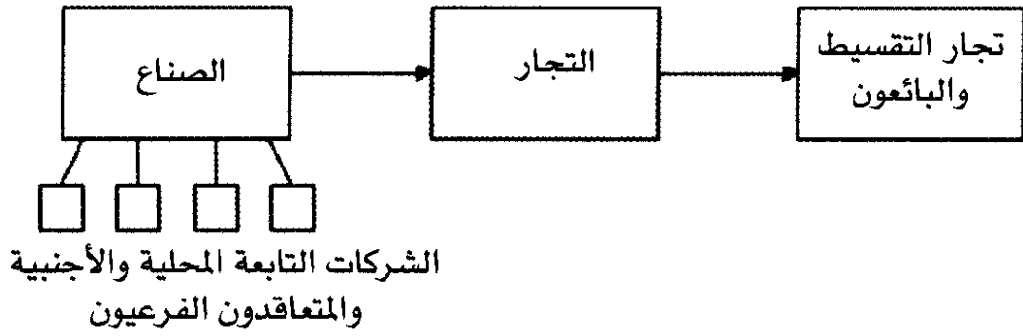 الصناع
التجار
تجار التقسيط
والبائعون
الشركات التابعة المحلية والأجنبية
والمتعاقدون الفرعيون